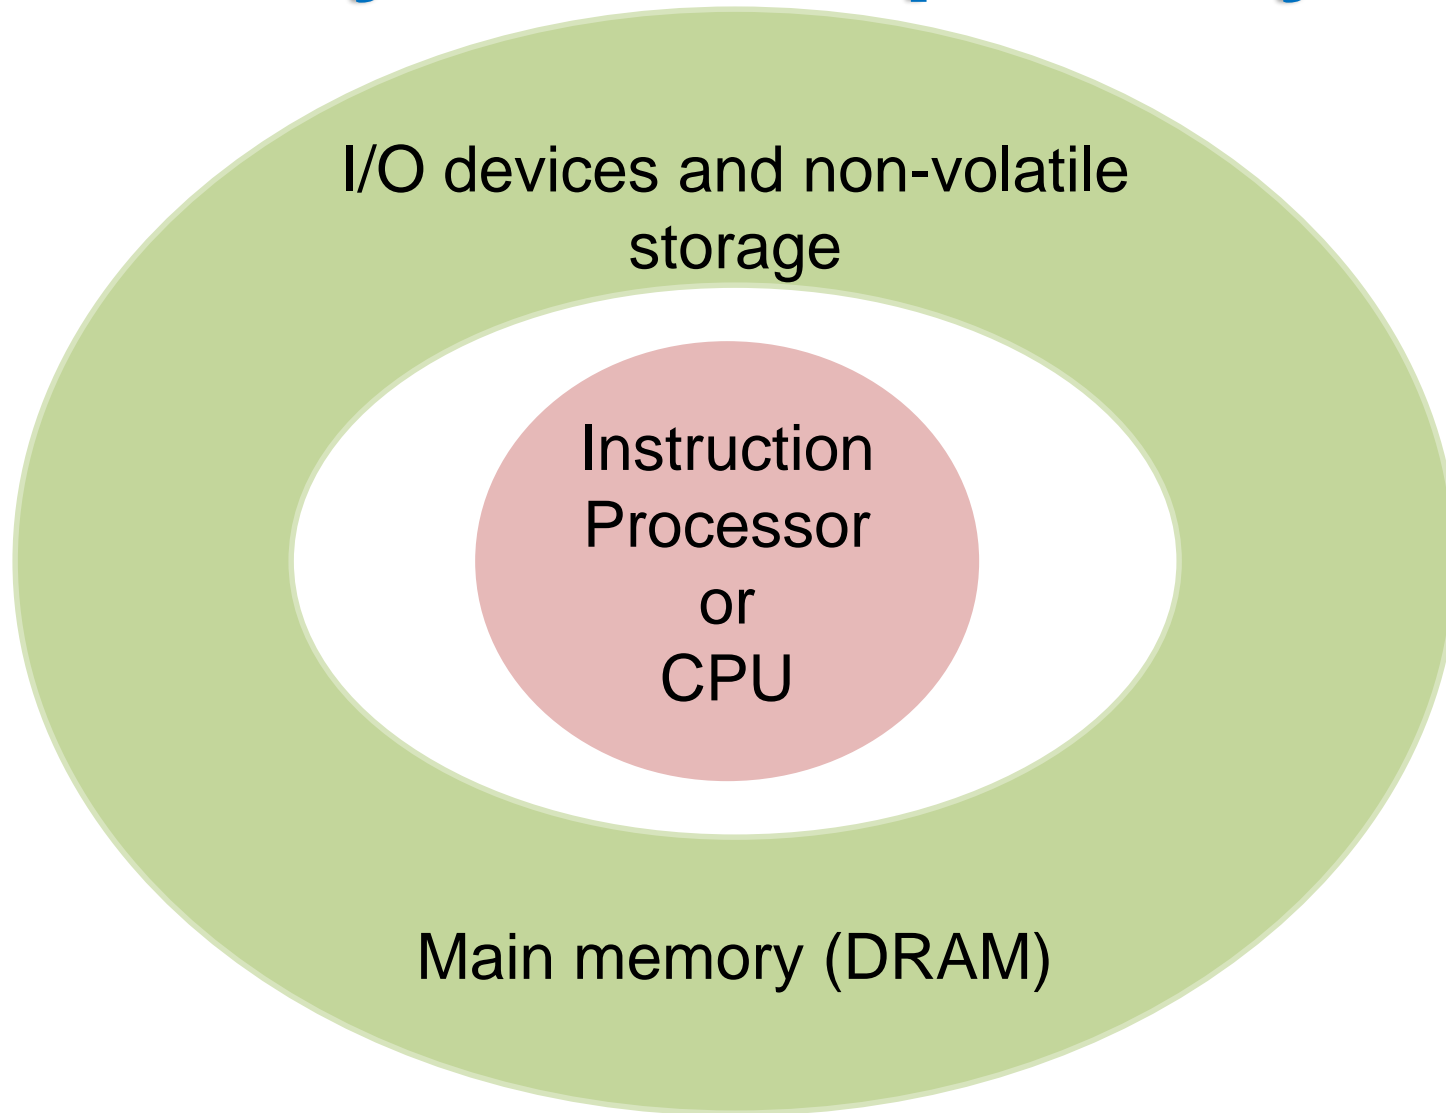 I/O devices and non-volatile
storage
Instruction
Processor
or
CPU
Main memory (DRAM)